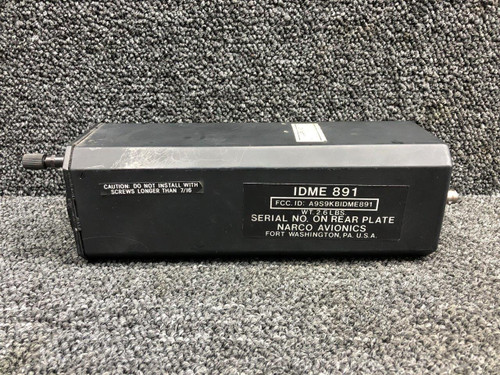 CAUTION: DO NOT INSTALL WITH
SCREWS LONGER THAN 7/16
IDME 891
FCC. ID: A9S9KBIDME891
WT. 2.6 LBS.
SERIAL NO. ON REAR PLATE
NARCO AVIONICS
FORT WASHINGTON, PA. U.S.A.